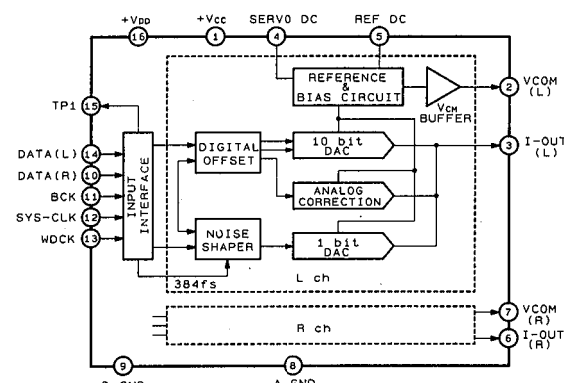 +VDD
16
+VCC
1
SERVO DC
4
REF DC
5
REFERENCE
&
BIAS CIRCUIT
VCM
BUFFER
2
VCOM
(L)
TP1
15
DATA(L)
14
DATA(R)
10
BCK
11
SYS-CLK
12
WDCK
13
INPUT
INTERFACE
DIGITAL
OFFSET
10 bit
DAC
3
I-OUT
(L)
ANALOG
CORRECTION
NOISE
SHAPER
1 bit
DAC
384fs
L ch
R ch
7
VCOM
(R)
6
I-OUT
(R)
9
8